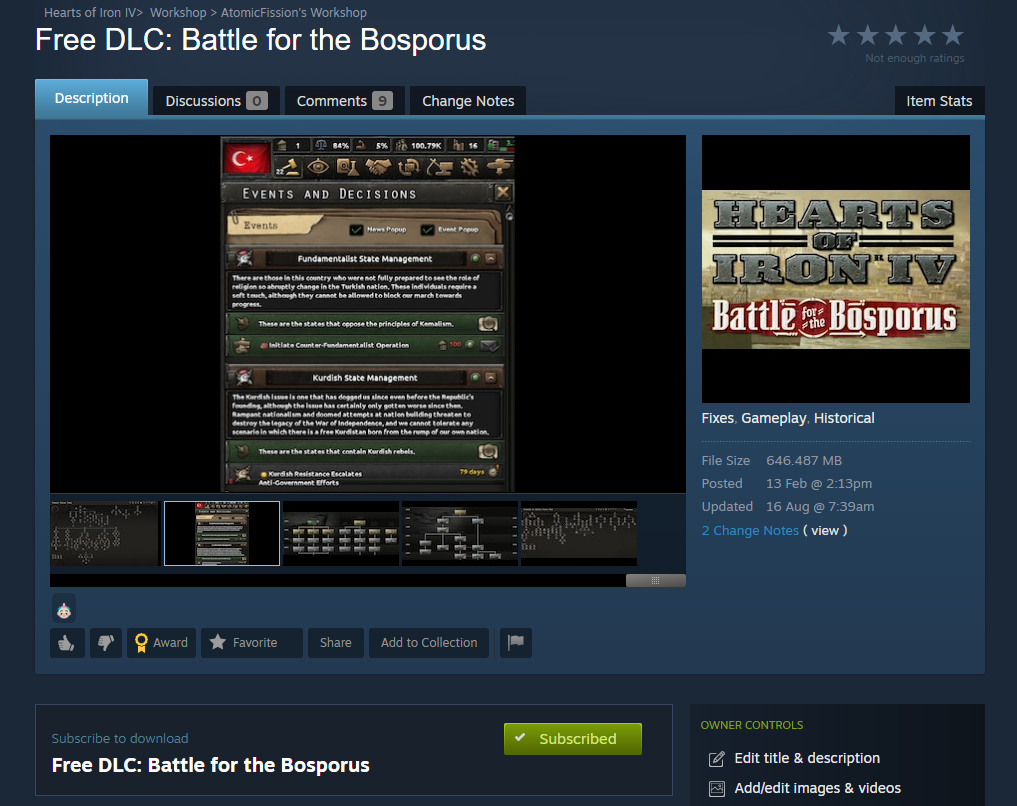 Hearts of Iron IV> Workshop > AtomicFission's Workshop
Free DLC: Battle for the Bosporus
Not enough ratings
Description
Discussions 0
Comments 9
Change Notes
Item Stats
1 84% 5% 100.79K 16
22
EVENTS AND DECISIONS
Events
News Popup
Event Popup
Fundamentalist State Management
There are those in this country who were not fully prepared to see the role of
religion so abruptly change in the Turkish nation. These individuals require a
soft touch, although they cannot be allowed to block our march towards
progress.
These are the states that oppose the principles of Kemalism.
Initiate Counter-Fundamentalist Operation 100
Kurdish State Management
The Kurdish issue is one that has dogged us since even before the Republic's
founding, although the issue has certainly only gotten worse since then.
Rampant nationalism and doomed attempts at nation building threaten to
destroy the legacy of the War of Independence, and we cannot tolerate any
scenario in which there is a free Kurdistan born from the rump of our own nation.
These are the states that contain Kurdish rebels.
Kurdish Resistance Escalates 79 days
Anti-Government Efforts
HEARTS
OF
IRON IV
Battle for the Bosporus
Fixes, Gameplay, Historical
File Size 646.487 MB
Posted 13 Feb @ 2:13pm
Updated 16 Aug @ 7:39am
2 Change Notes ( view )
Award
Favorite
Share
Add to Collection
Subscribe to download
Free DLC: Battle for the Bosporus
Subscribed
OWNER CONTROLS
Edit title & description
Add/edit images & videos